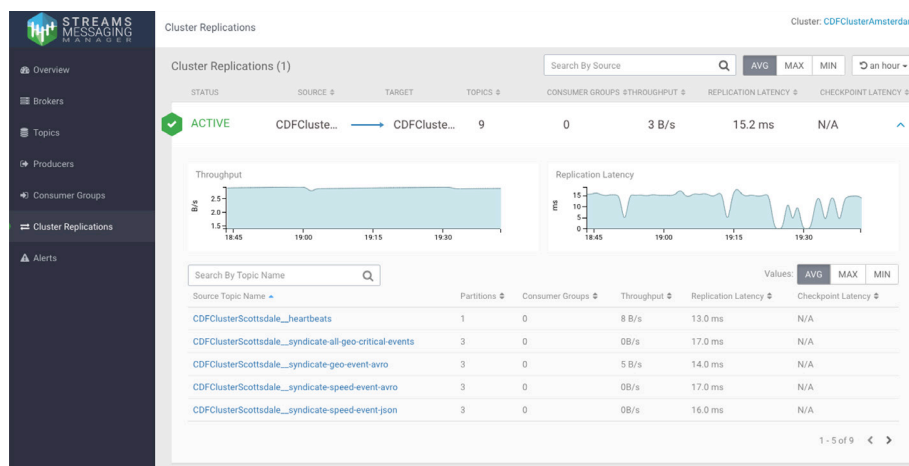 STREAMS
MESSAGING
MANAGER
Cluster Replications
Cluster: CDFClusterAmsterdam
Overview
Brokers
Topics
Producers
Consumer Groups
Cluster Replications
Alerts
Cluster Replications (1)
Search By Source
AVG MAX MIN
an hour
STATUS SOURCE TARGET TOPICS CONSUMER GROUPS THROUGHPUT REPLICATION LATENCY CHECKPOINT LATENCY
ACTIVE CDFCluste... CDFCluste... 9 0 3 B/s 15.2 ms N/A
Throughput
B/s
2.5
2.0
1.5
18:45 19:00 19:15 19:30
Replication Latency
ms
15
10
5
0
18:45 19:00 19:15 19:30
Search By Topic Name
Values: AVG MAX MIN
Source Topic Name Partitions Consumer Groups Throughput Replication Latency Checkpoint Latency
CDFClusterScottsdale__heartbeats 1 0 8 B/s 13.0 ms N/A
CDFClusterScottsdale__syndicate-all-geo-critical-events 3 0 0B/s 17.0 ms N/A
CDFClusterScottsdale__syndicate-geo-event-avro 3 0 5 B/s 14.0 ms N/A
CDFClusterScottsdale__syndicate-speed-event-avro 3 0 0B/s 17.0 ms N/A
CDFClusterScottsdale__syndicate-speed-event-json 3 0 0B/s 16.0 ms N/A
1 - 5 of 9